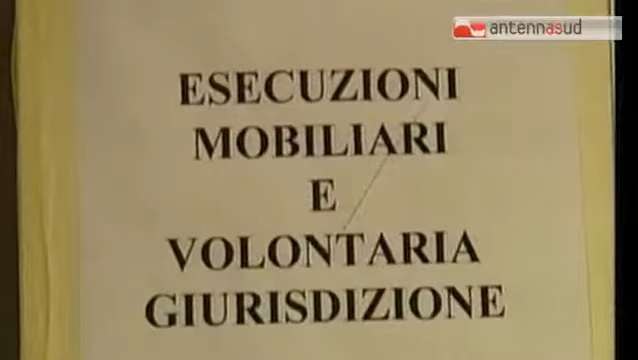 antennasud
ESECUZIONI
MOBILIARI
E
VOLONTARIA
GIURISDIZIONE